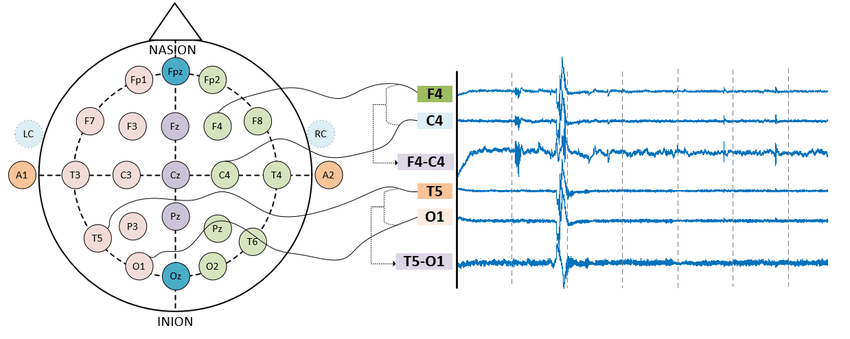 NASION
Fpz
Fp1
Fp2
F7
F3
Fz
F4
F8
LC
RC
A1
T3
C3
Cz
C4
T4
A2
T5
P3
Pz
Pz
T6
O1
Oz
O2
INION
F4
C4
F4-C4
T5
O1
T5-O1